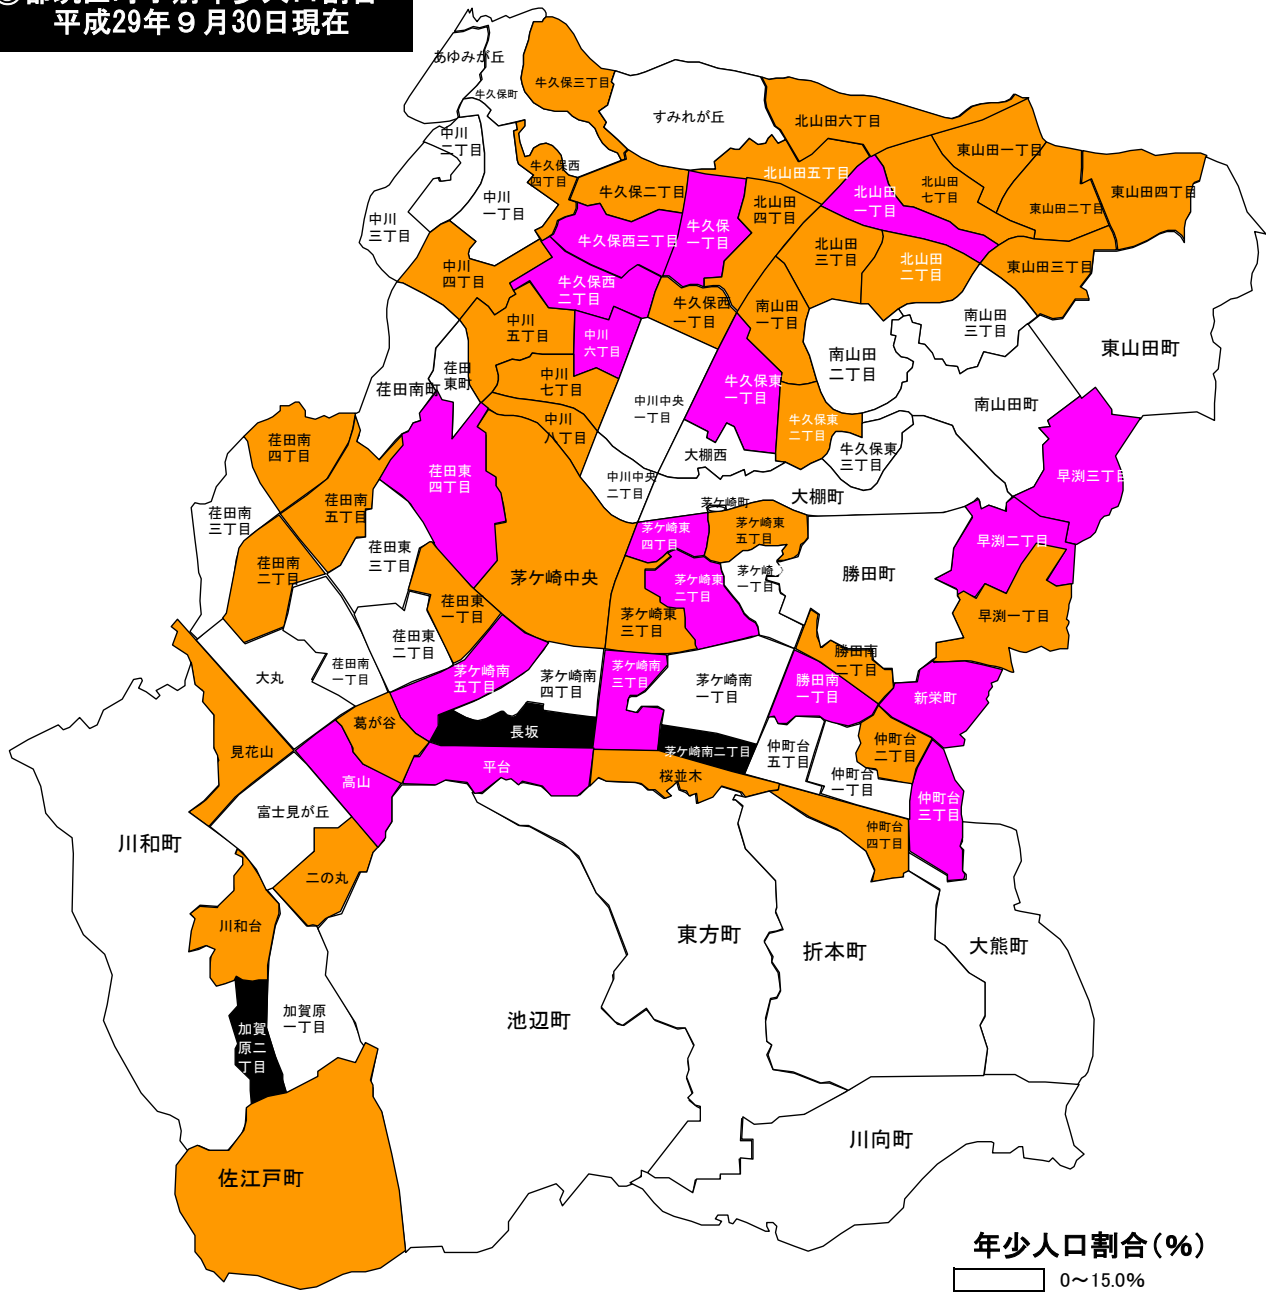 平成29年９月30日現在
あゆみが丘
牛久保町
牛久保三丁目
すみれが丘
北山田六丁目
中川
二丁目
牛久保西
四丁目
北山田五丁目
東山田一丁目
中川
一丁目
牛久保二丁目
北山田
四丁目
北山田
一丁目
北山田
七丁目
東山田二丁目
東山田四丁目
中川
三丁目
牛久保西三丁目
牛久保
一丁目
北山田
三丁目
北山田
二丁目
東山田三丁目
中川
四丁目
牛久保西
二丁目
牛久保西
一丁目
南山田
一丁目
南山田
三丁目
東山田町
中川
五丁目
中川
六丁目
南山田
二丁目
荏田
東町
荏田南町
中川
七丁目
中川中央
一丁目
牛久保東
一丁目
南山田町
中川
八丁目
牛久保東
二丁目
牛久保東
三丁目
荏田南
四丁目
荏田東
四丁目
大棚西
早渕三丁目
中川中央
二丁目
大棚町
荏田南
三丁目
荏田南
五丁目
茅ケ崎町
茅ケ崎東
四丁目
茅ケ崎東
五丁目
早渕二丁目
荏田東
三丁目
荏田南
二丁目
茅ケ崎中央
茅ケ崎東
二丁目
茅ケ崎
一丁目
勝田町
荏田東
一丁目
茅ケ崎東
三丁目
早渕一丁目
荏田東
二丁目
勝田南
二丁目
大丸
荏田南
一丁目
茅ケ崎南
五丁目
茅ケ崎南
四丁目
茅ケ崎南
三丁目
茅ケ崎南
一丁目
勝田南
一丁目
新栄町
見花山
葛が谷
長坂
茅ケ崎南二丁目
仲町台
五丁目
仲町台
二丁目
高山
平台
桜並木
仲町台
一丁目
仲町台
三丁目
川和町
富士見が丘
仲町台
四丁目
二の丸
川和台
東方町
折本町
大熊町
加賀原
一丁目
池辺町
加賀
原二
丁目
川向町
佐江戸町
年少人口割合(%)
0～15.0%